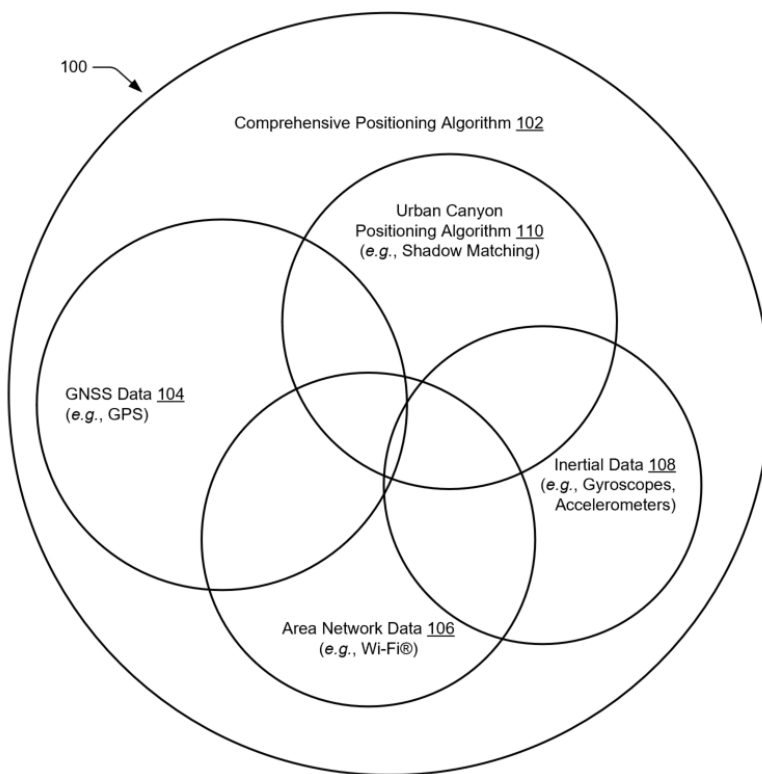 100
Comprehensive Positioning Algorithm 102
Urban Canyon
Positioning Algorithm 110
(e.g., Shadow Matching)
GNSS Data 104
(e.g., GPS)
Inertial Data 108
(e.g., Gyroscopes,
Accelerometers)
Area Network Data 106
(e.g., Wi-Fi®)